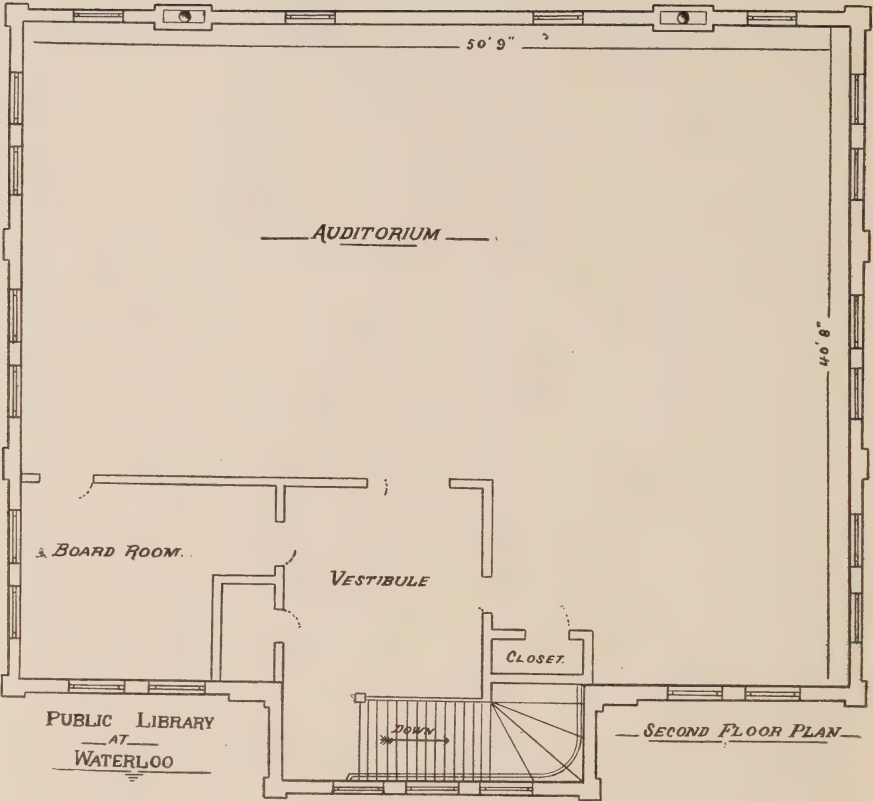 50' 9"
AUDITORIUM
40' 8"
BOARD ROOM.
VESTIBULE
CLOSET.
DOWN
PUBLIC LIBRARY
AT
WATERLOO
SECOND FLOOR PLAN